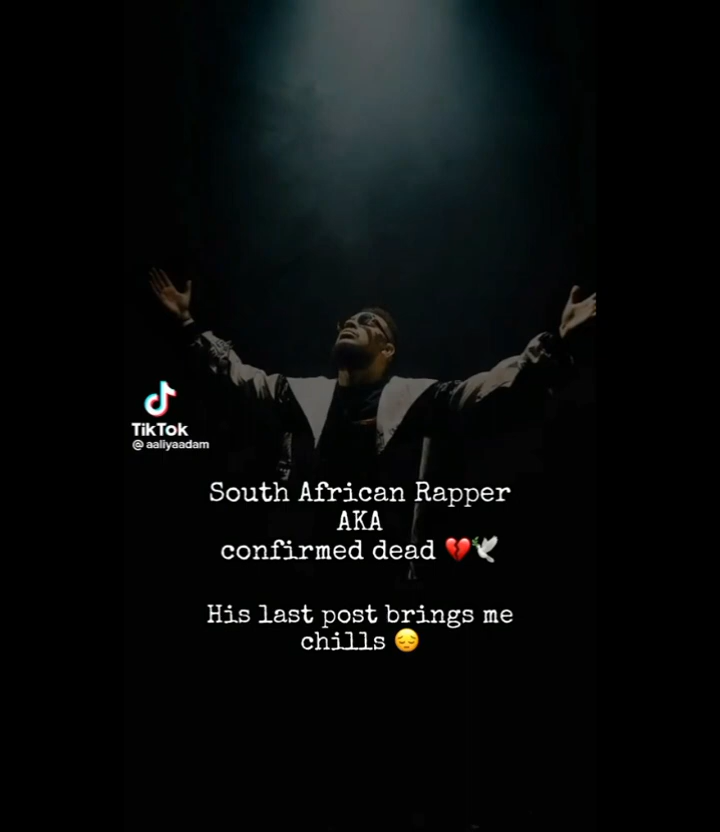 TikTok
@aaliyaadam
South African Rapper
AKA
confirmed dead 💔🕊️
His last post brings me
chills 😔